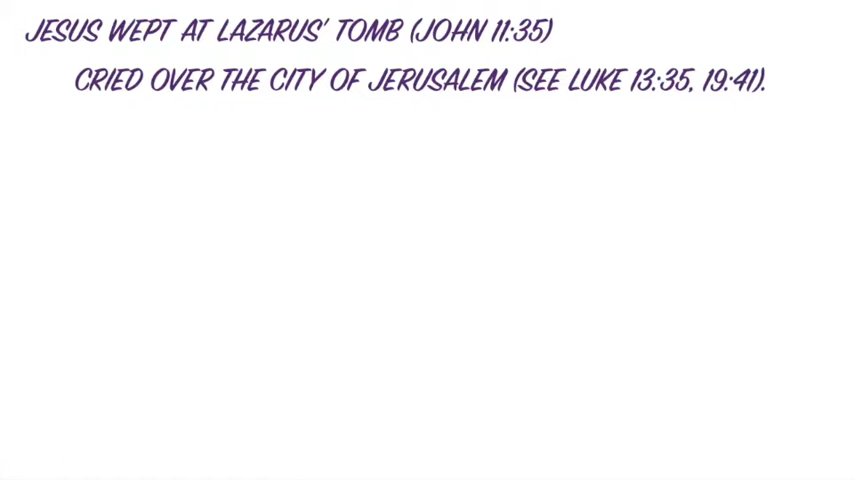 JESUS WEPT AT LAZARUS' TOMB (JOHN 11:35)
CRIED OVER THE CITY OF JERUSALEM (SEE LUKE 13:35, 19:41).